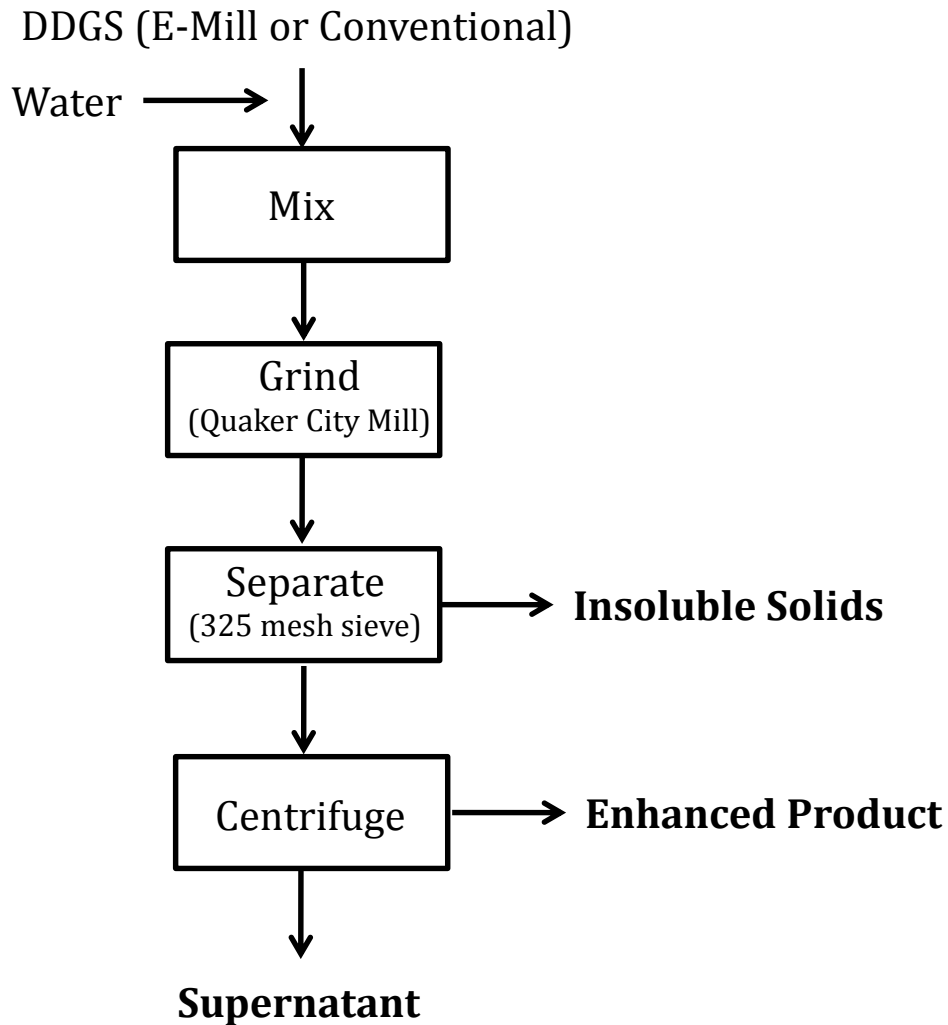 DDGS (E-Mill or Conventional)
Water
Mix
Grind
(Quaker City Mill)
Separate
(325 mesh sieve)
Insoluble Solids
Centrifuge
Enhanced Product
Supernatant